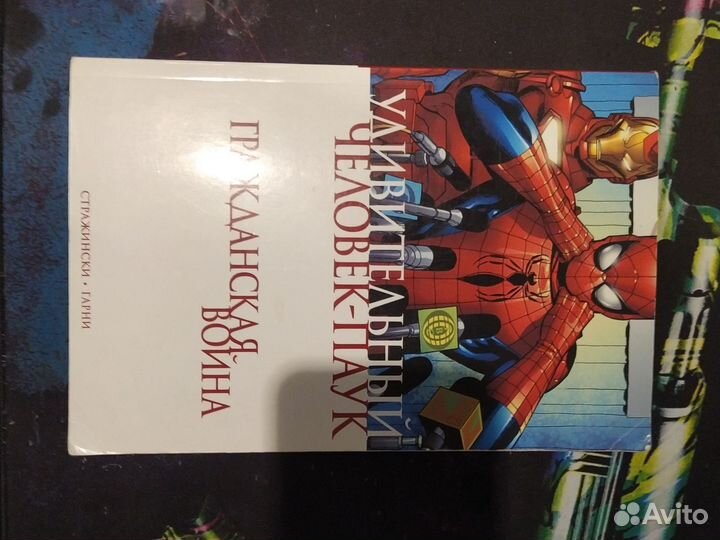 УДИВИТЕЛЬНЫЙ
ЧЕЛОВЕК-ПАУК
ГРАЖДАНСКАЯ
ВОЙНА
СТРАЖИНСКИ • ГАРНИ
B
Avito